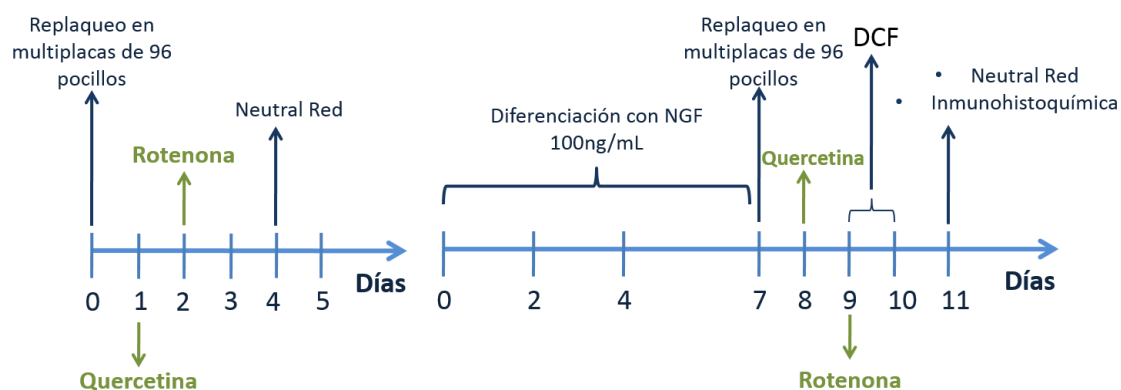 Replaqueo en
multiplacas de 96
pocillos
Neutral Red
Rotenona
0 1 2 3 4 5
Días
Quercetina
Replaqueo en
multiplacas de 96
pocillos
DCF
• Neutral Red
• Inmunohistoquímica
Diferenciación con NGF
100ng/mL
Quercetina
0 2 4 7 8 9 10 11
Días
Rotenona